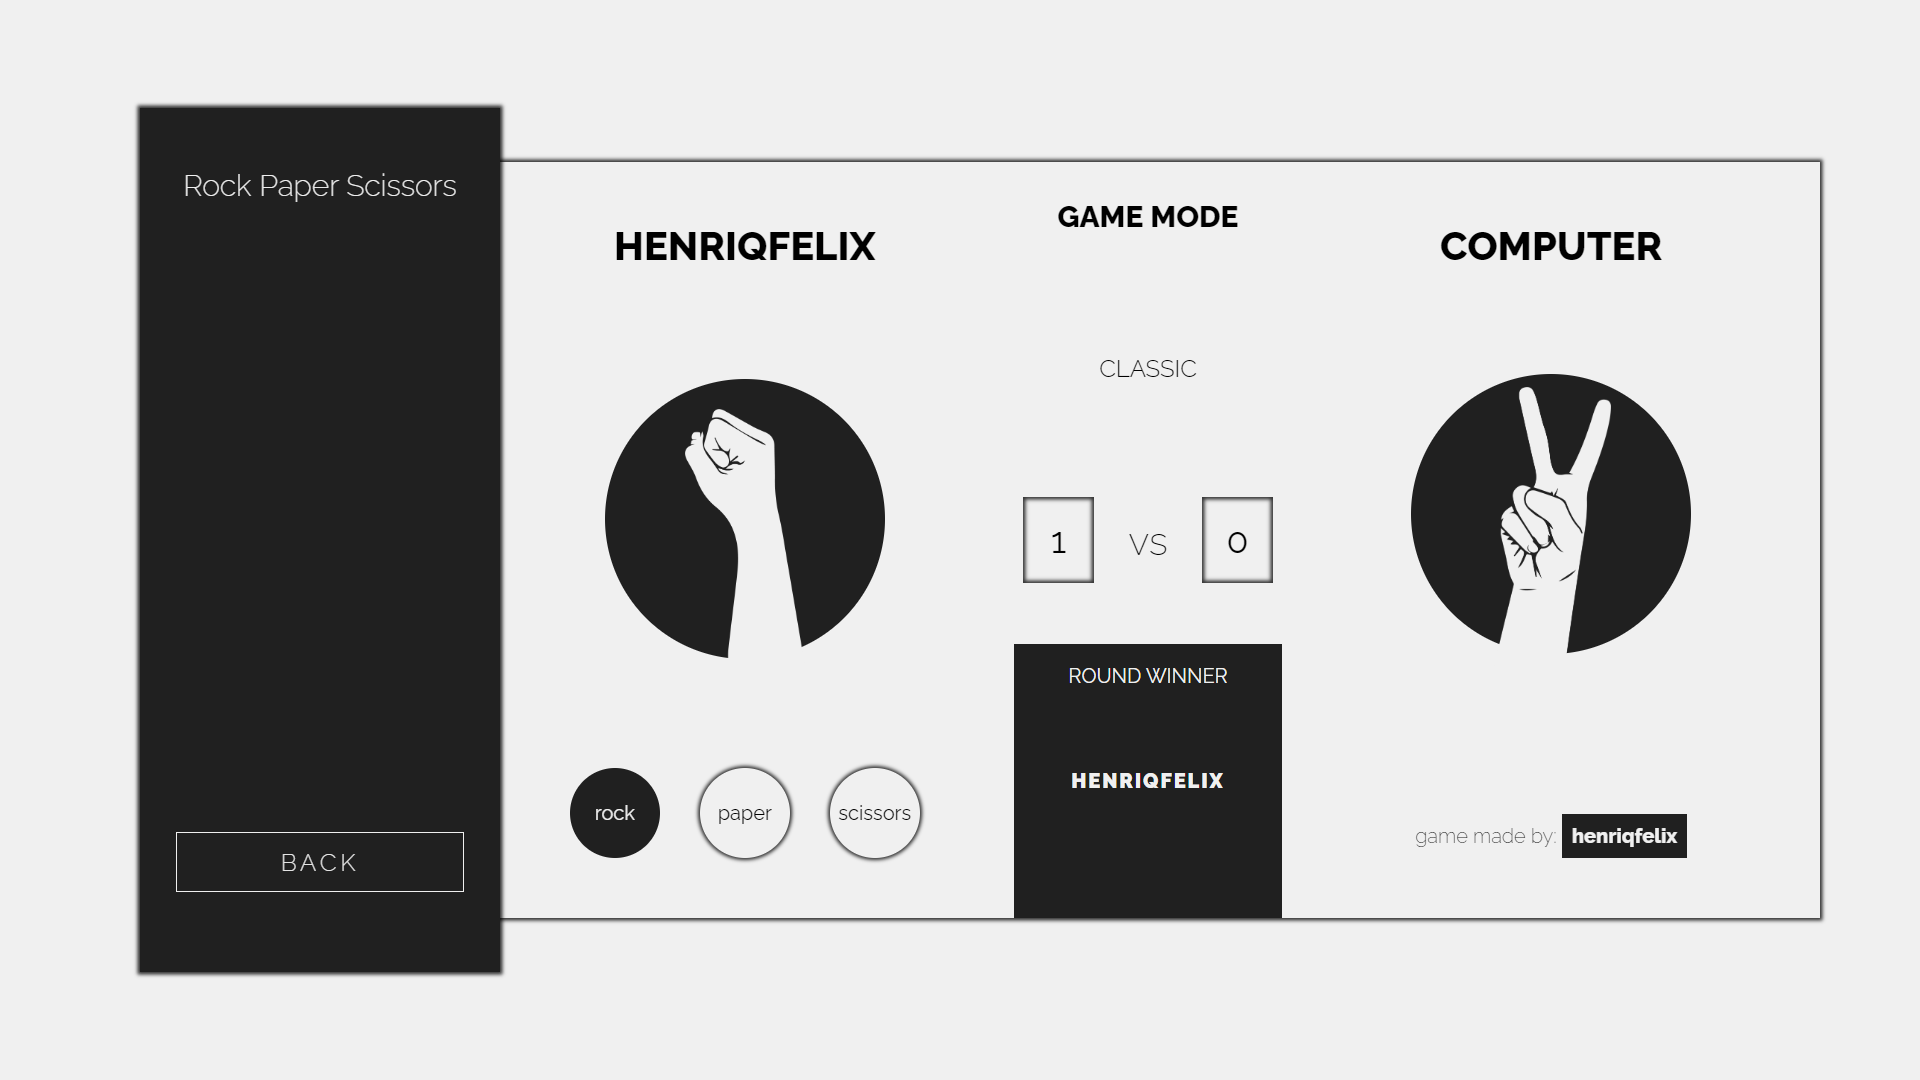 Rock Paper Scissors
BACK
HENRIQFELIX
rock
paper
scissors
GAME MODE
CLASSIC
1 VS 0
ROUND WINNER
HENRIQFELIX
COMPUTER
game made by: henriqfelix